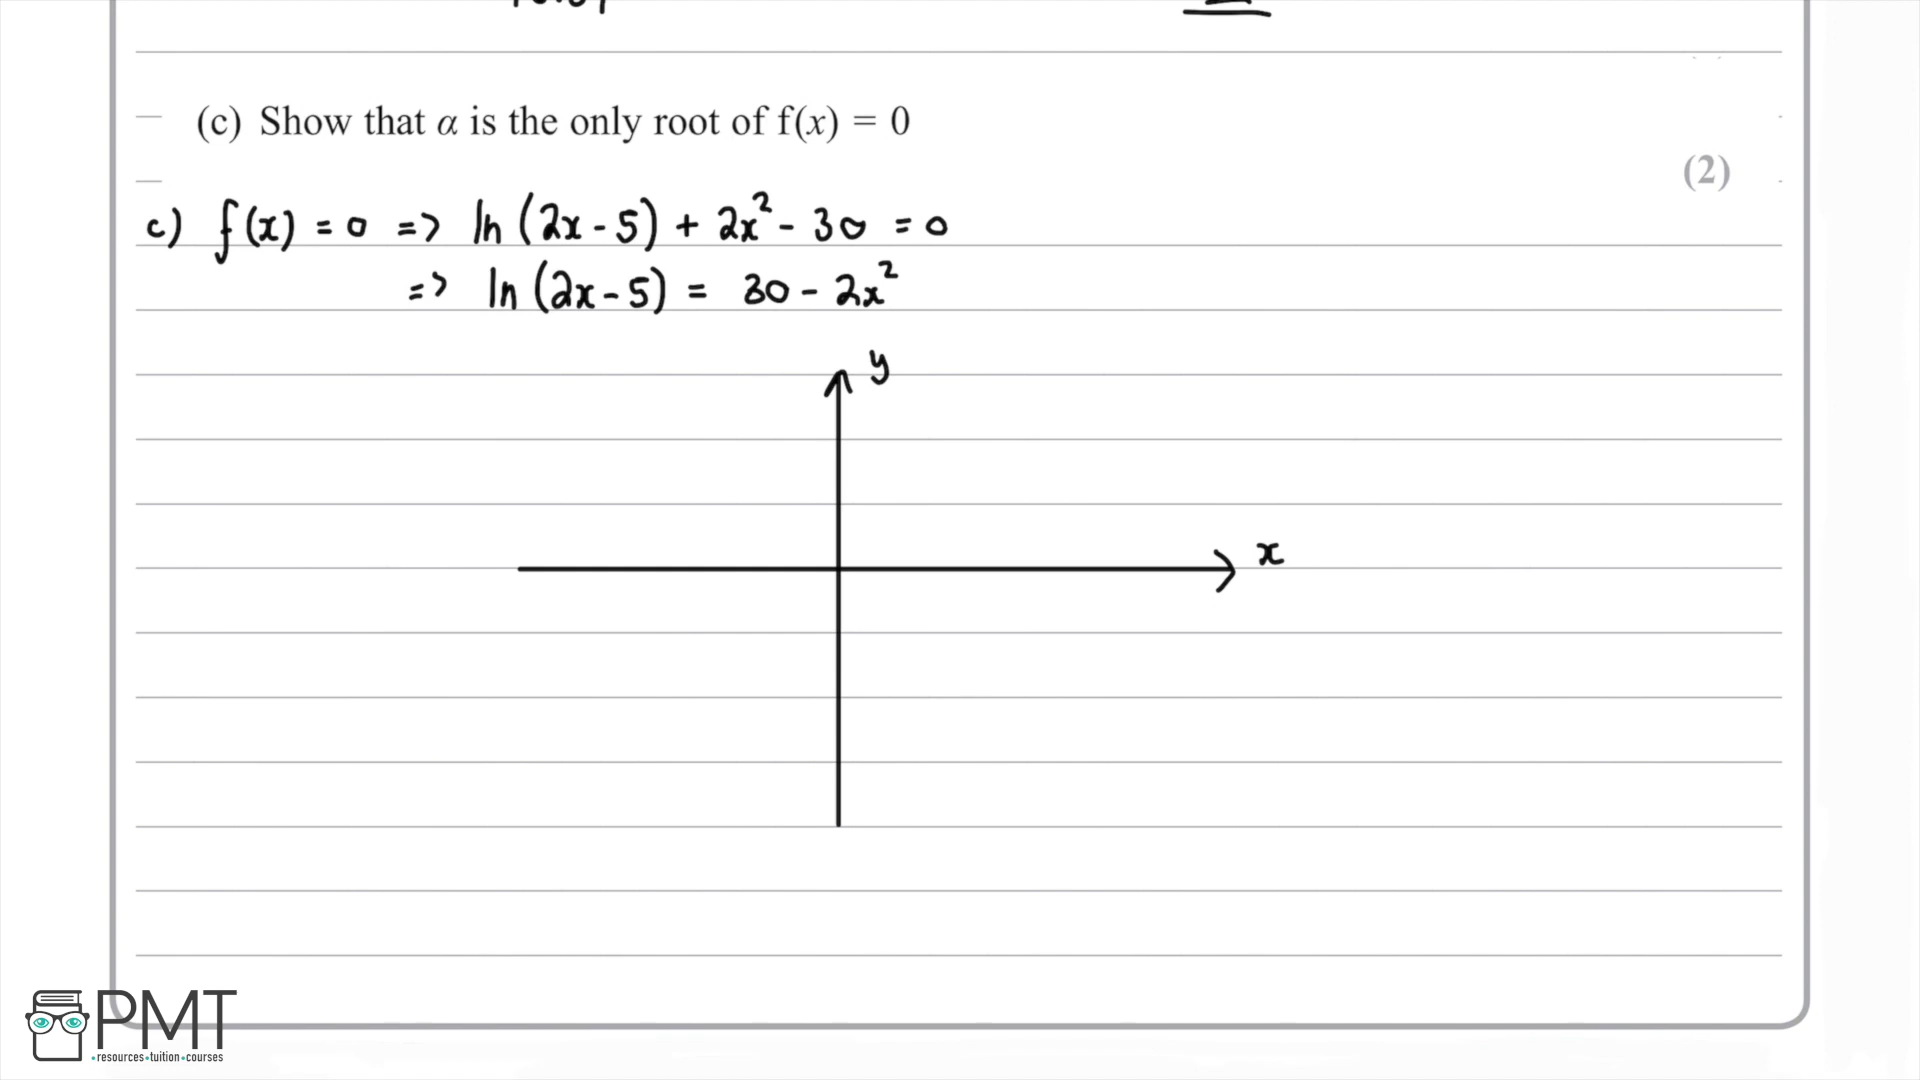 (c) Show that α is the only root of f(x) = 0
(2)
c) f(x) = 0 => ln(2x-5) + 2x² - 30 = 0
=> ln(2x-5) = 30 - 2x²
y
x
PMT
•resources•tuition•courses